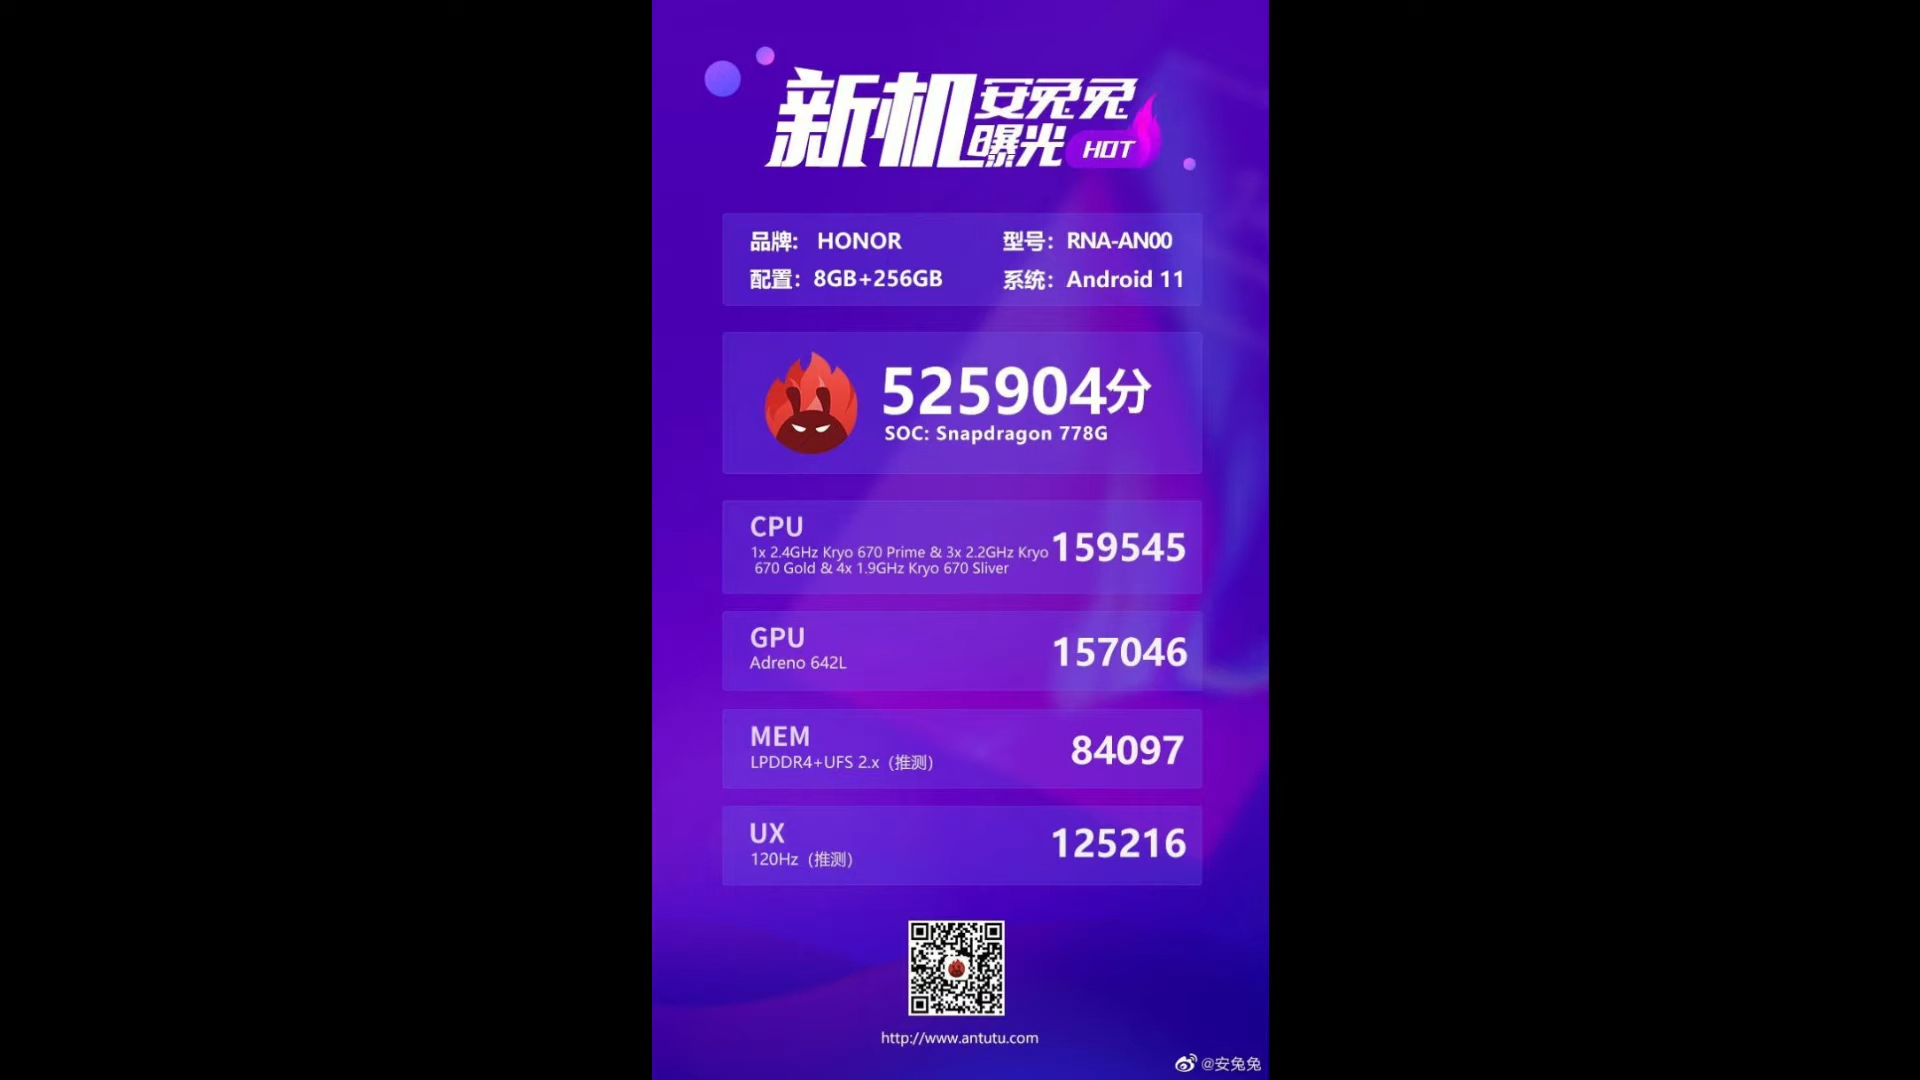 新机 安兔兔
曝光 HOT
品牌: HONOR 型号: RNA-AN00
配置: 8GB+256GB 系统: Android 11
525904分
SOC: Snapdragon 778G
CPU
1x 2.4GHz Kryo 670 Prime & 3x 2.2GHz Kryo
670 Gold & 4x 1.9GHz Kryo 670 Sliver
159545
GPU
Adreno 642L
157046
MEM
LPDDR4+UFS 2.x（推测）
84097
UX
120Hz（推测）
125216
http://www.antutu.com
@安兔兔